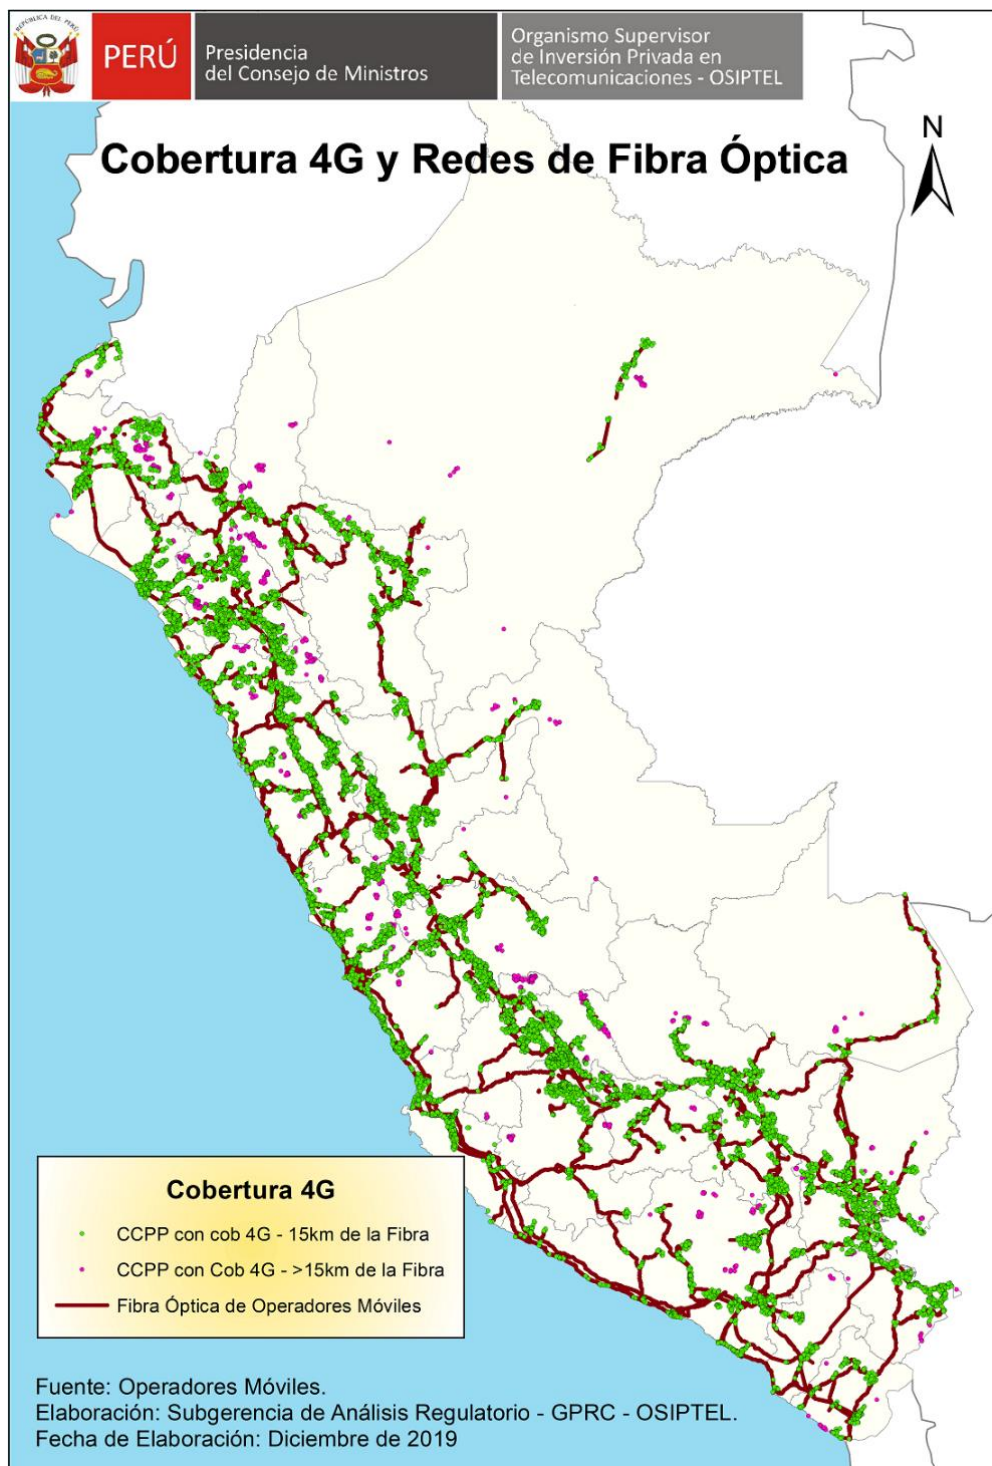 REPÚBLICA DEL PERÚ
PERÚ
Presidencia
del Consejo de Ministros
Organismo Supervisor
de Inversión Privada en
Telecomunicaciones - OSIPTEL
N
Cobertura 4G y Redes de Fibra Óptica
Cobertura 4G
CCPP con cob 4G - 15km de la Fibra
CCPP con Cob 4G - >15km de la Fibra
Fibra Óptica de Operadores Móviles
Fuente: Operadores Móviles.
Elaboración: Subgerencia de Análisis Regulatorio - GPRC - OSIPTEL.
Fecha de Elaboración: Diciembre de 2019